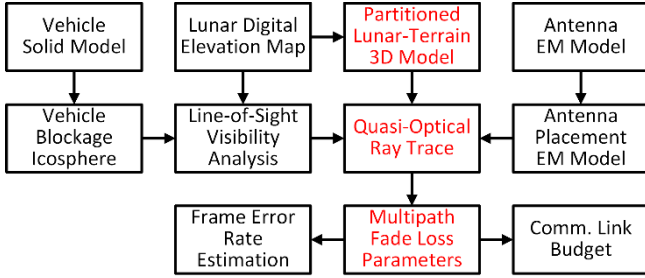 Vehicle
Solid Model
Lunar Digital
Elevation Map
Partitioned
Lunar-Terrain
3D Model
Antenna
EM Model
Vehicle
Blockage
Icosphere
Line-of-Sight
Visibility
Analysis
Quasi-Optical
Ray Trace
Antenna
Placement
EM Model
Frame Error
Rate
Estimation
Multipath
Fade Loss
Parameters
Comm. Link
Budget